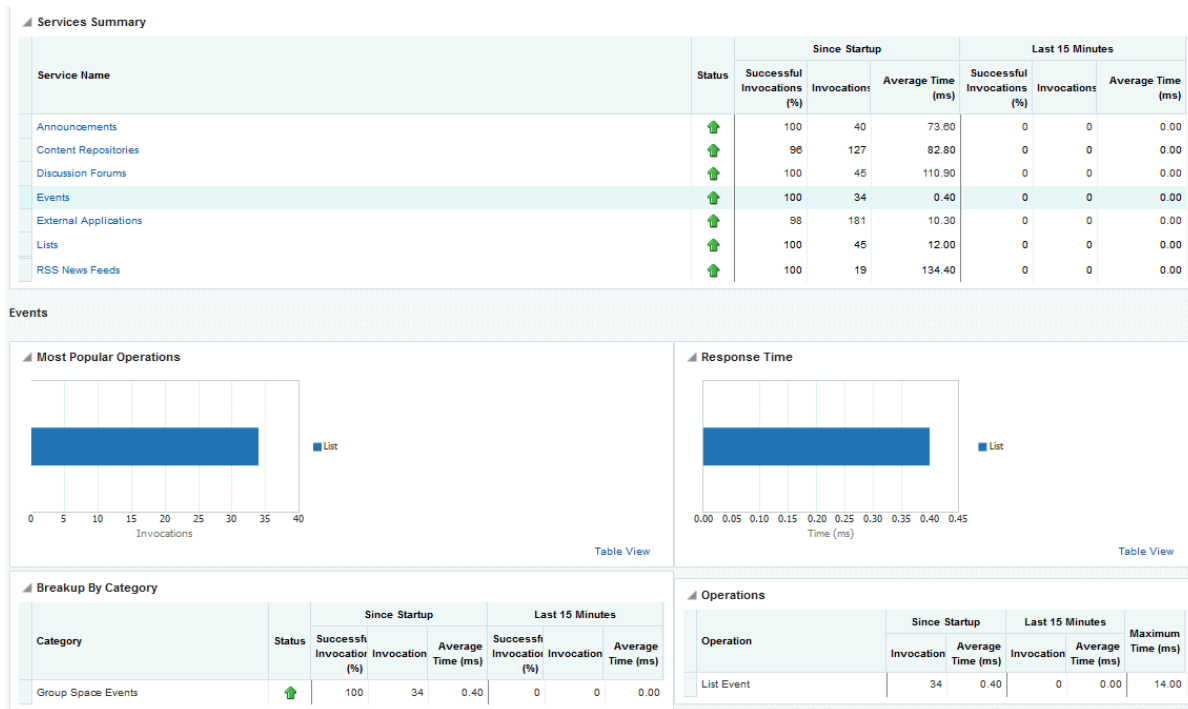 Services Summary
Since Startup Last 15 Minutes
Service Name Status Successful Invocations (%) Invocations Average Time (ms) Successful Invocations (%) Invocations Average Time (ms)
Announcements 100 40 73.60 0 0 0.00
Content Repositories 96 127 82.80 0 0 0.00
Discussion Forums 100 45 110.90 0 0 0.00
Events 100 34 0.40 0 0 0.00
External Applications 98 181 10.30 0 0 0.00
Lists 100 45 12.00 0 0 0.00
RSS News Feeds 100 19 134.40 0 0 0.00
Events
Most Popular Operations
List
0 5 10 15 20 25 30 35 40
Invocations
Table View
Response Time
List
0.00 0.05 0.10 0.15 0.20 0.25 0.30 0.35 0.40 0.45
Time (ms)
Table View
Breakup By Category
Since Startup Last 15 Minutes
Category Status Successfu Invocation (%) Invocation Average Time (ms) Successfu Invocation (%) Invocation Average Time (ms)
Group Space Events 100 34 0.40 0 0 0.00
Operations
Since Startup Last 15 Minutes
Operation Invocation Average Time (ms) Invocation Average Time (ms) Maximum Time (ms)
List Event 34 0.40 0 0.00 14.00